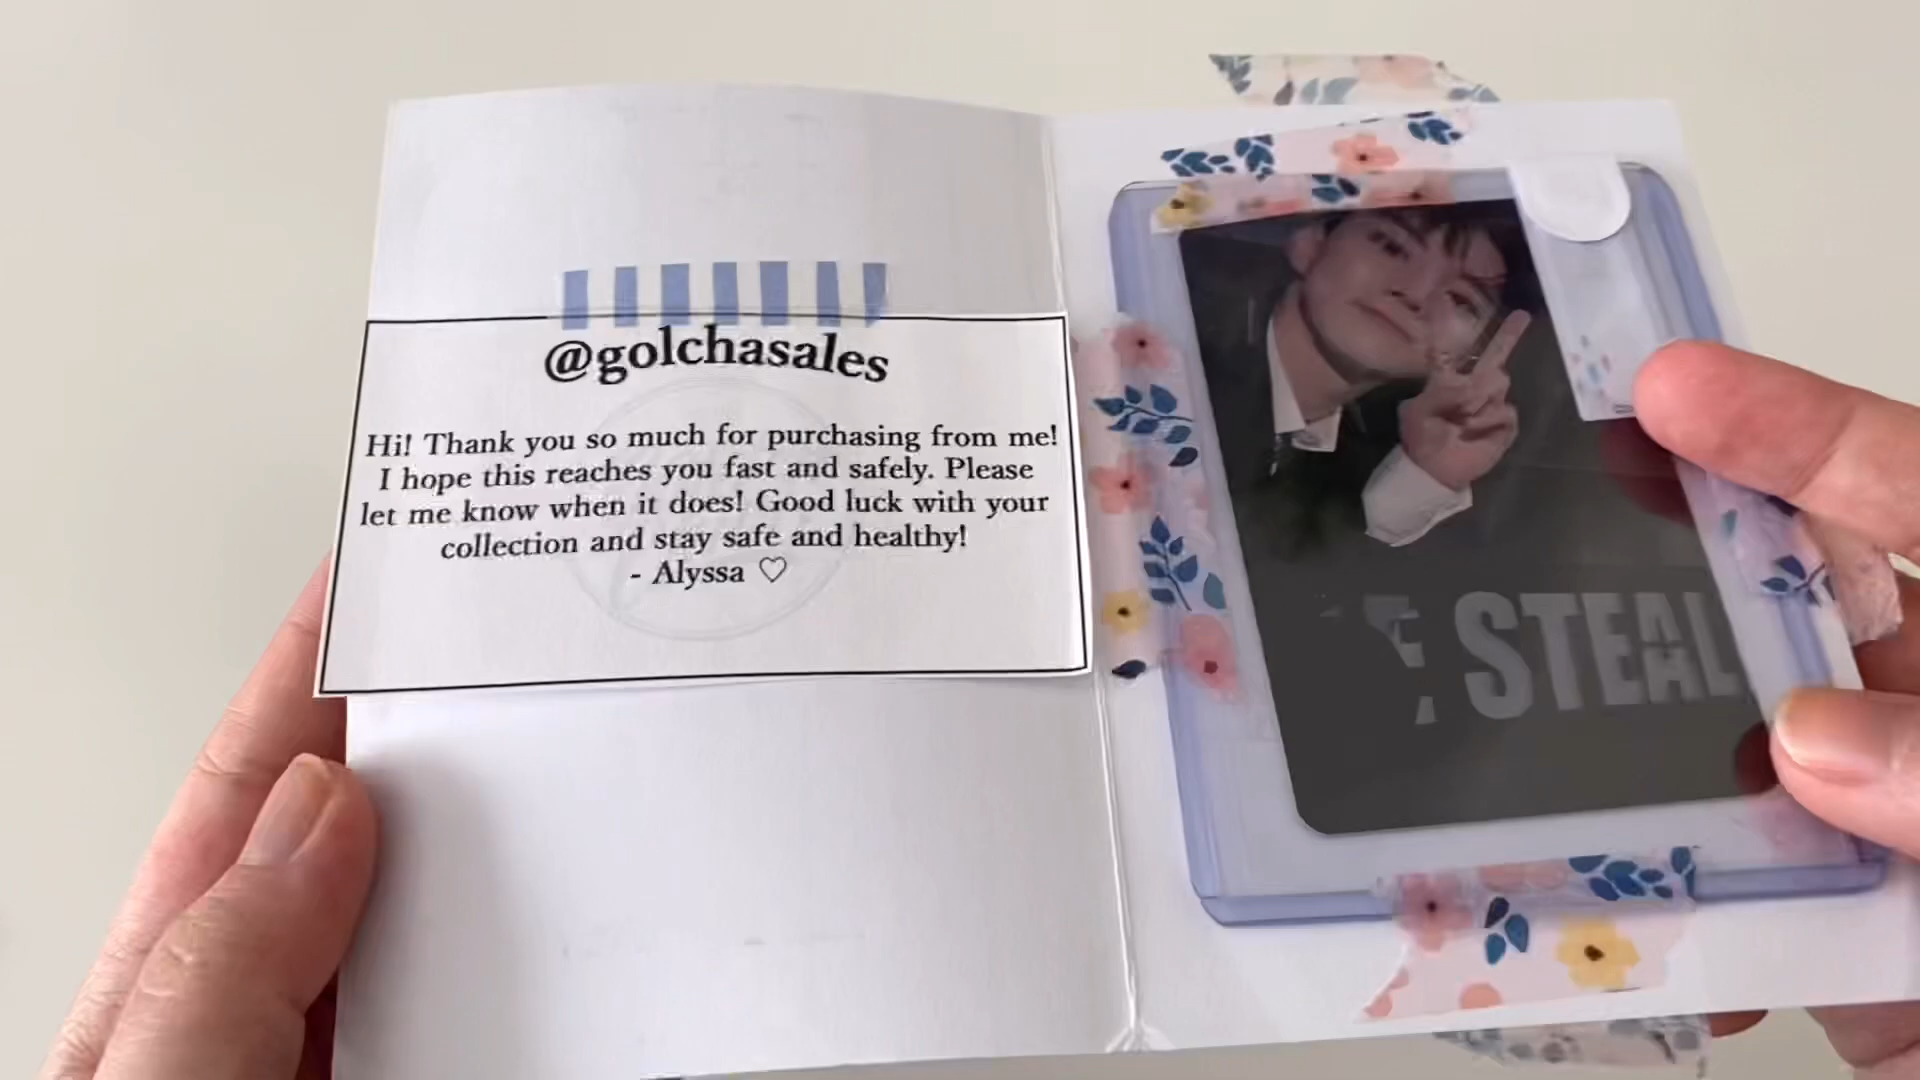 @golchasales
Hi! Thank you so much for purchasing from me!
I hope this reaches you fast and safely. Please
let me know when it does! Good luck with your
collection and stay safe and healthy!
- Alyssa ♡
STEAL